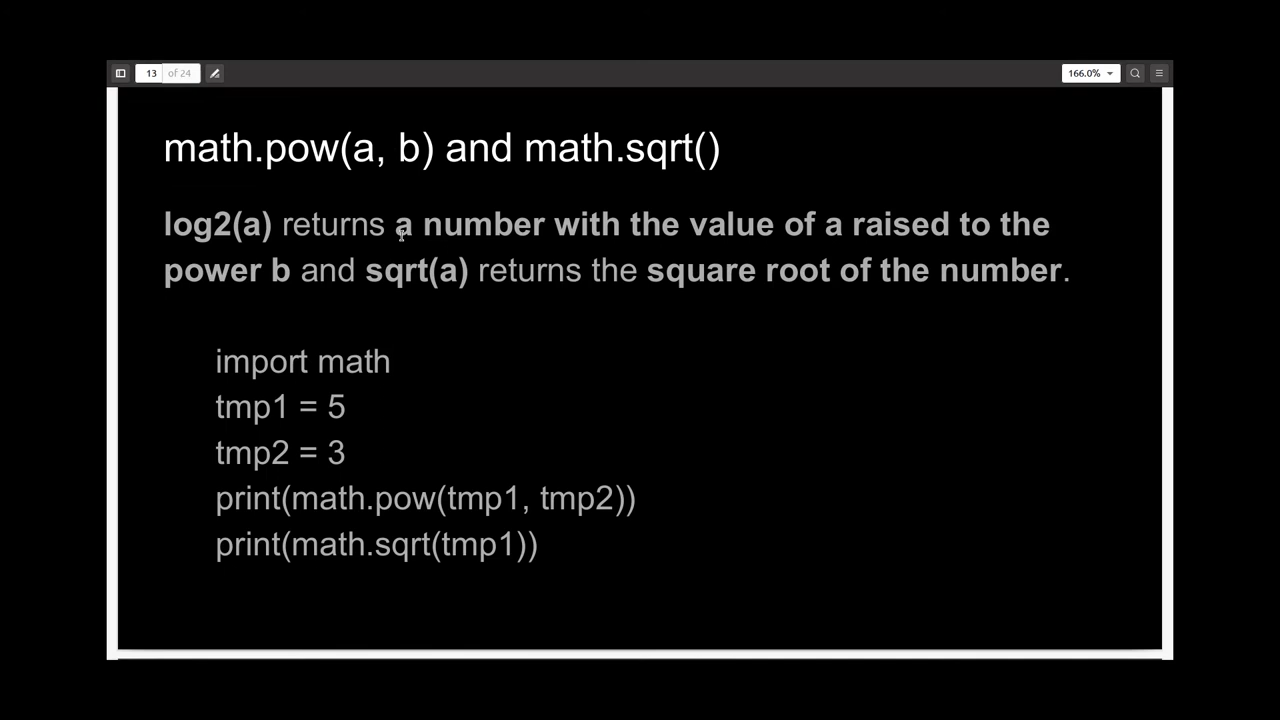 13 of 24
166.0%
math.pow(a, b) and math.sqrt()
log2(a) returns a number with the value of a raised to the
power b and sqrt(a) returns the square root of the number.
import math
tmp1 = 5
tmp2 = 3
print(math.pow(tmp1, tmp2))
print(math.sqrt(tmp1))